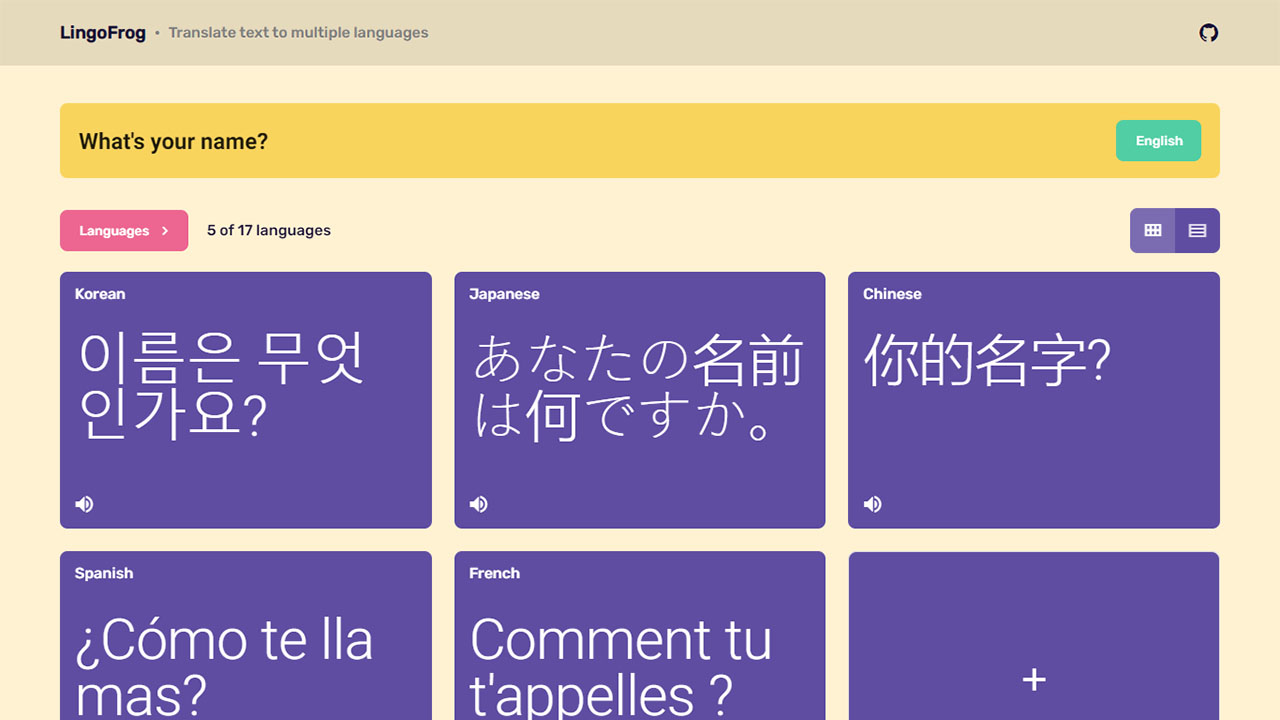 LingoFrog • Translate text to multiple languages
What's your name?
English
Languages
5 of 17 languages
Korean
이름은 무엇
인가요?
Japanese
あなたの名前
は何ですか。
Chinese
你的名字?
Spanish
¿Cómo te lla
mas?
French
Comment tu
t'appelles ?
+